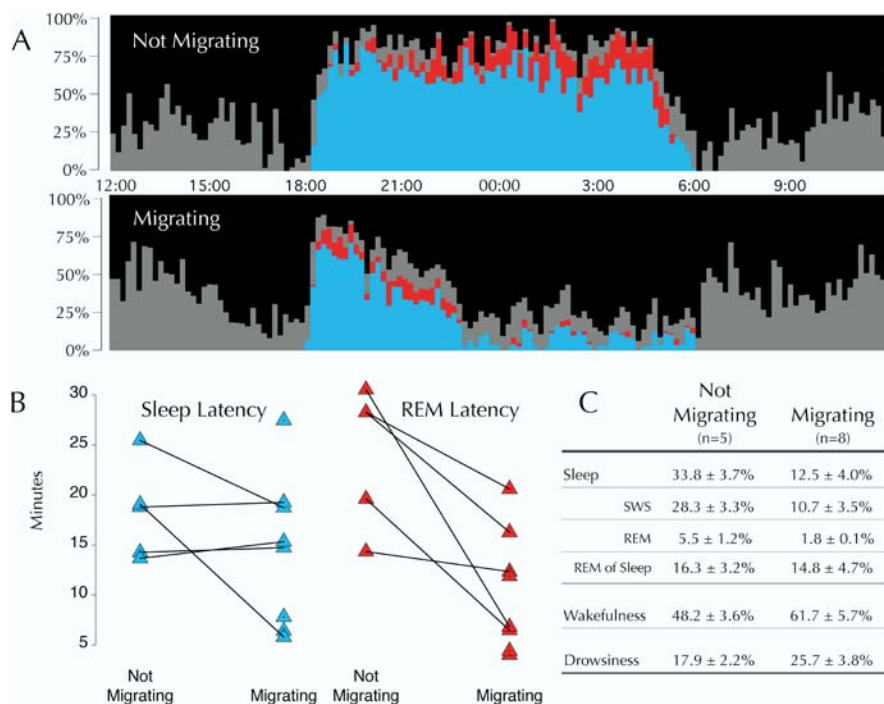 A
Not Migrating
100%
75%
50%
25%
0%
12:00 15:00 18:00 21:00 00:00 3:00 6:00 9:00
Migrating
100%
75%
50%
25%
0%
B
Sleep Latency
REM Latency
Minutes
30
25
20
15
10
5
Not Migrating
Migrating
Not Migrating
Migrating
C
Not Migrating (n=5)
Migrating (n=8)
Sleep 33.8 ± 3.7% 12.5 ± 4.0%
SWS 28.3 ± 3.3% 10.7 ± 3.5%
REM 5.5 ± 1.2% 1.8 ± 0.1%
REM of Sleep 16.3 ± 3.2% 14.8 ± 4.7%
Wakefulness 48.2 ± 3.6% 61.7 ± 5.7%
Drowsiness 17.9 ± 2.2% 25.7 ± 3.8%